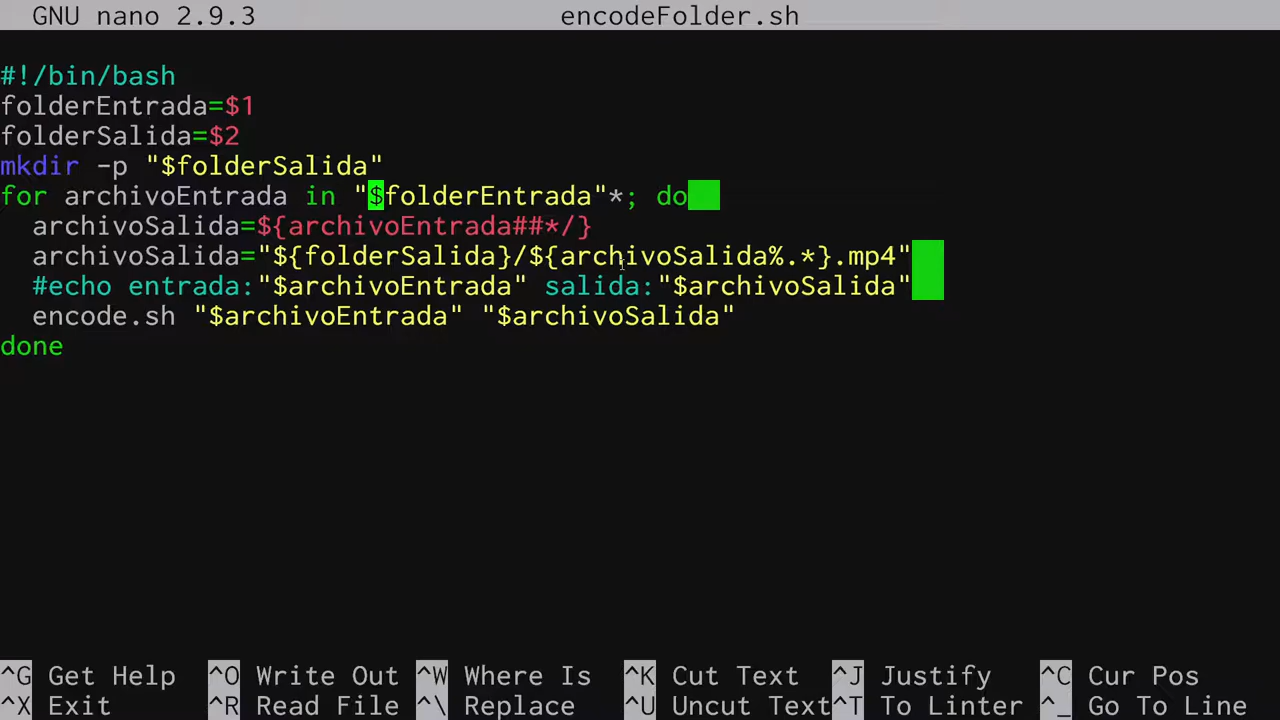 GNU nano 2.9.3 encodeFolder.sh
#!/bin/bash
folderEntrada=$1
folderSalida=$2
mkdir -p "$folderSalida"
for archivoEntrada in "$folderEntrada"*; do
  archivoSalida=${archivoEntrada##*/}
  archivoSalida="${folderSalida}/${archivoSalida%.*}.mp4"
  #echo entrada:"$archivoEntrada" salida:"$archivoSalida"
  encode.sh "$archivoEntrada" "$archivoSalida"
done
^G Get Help ^O Write Out ^W Where Is ^K Cut Text ^J Justify ^C Cur Pos
^X Exit ^R Read File ^\ Replace ^U Uncut Text ^T To Linter ^_ Go To Line